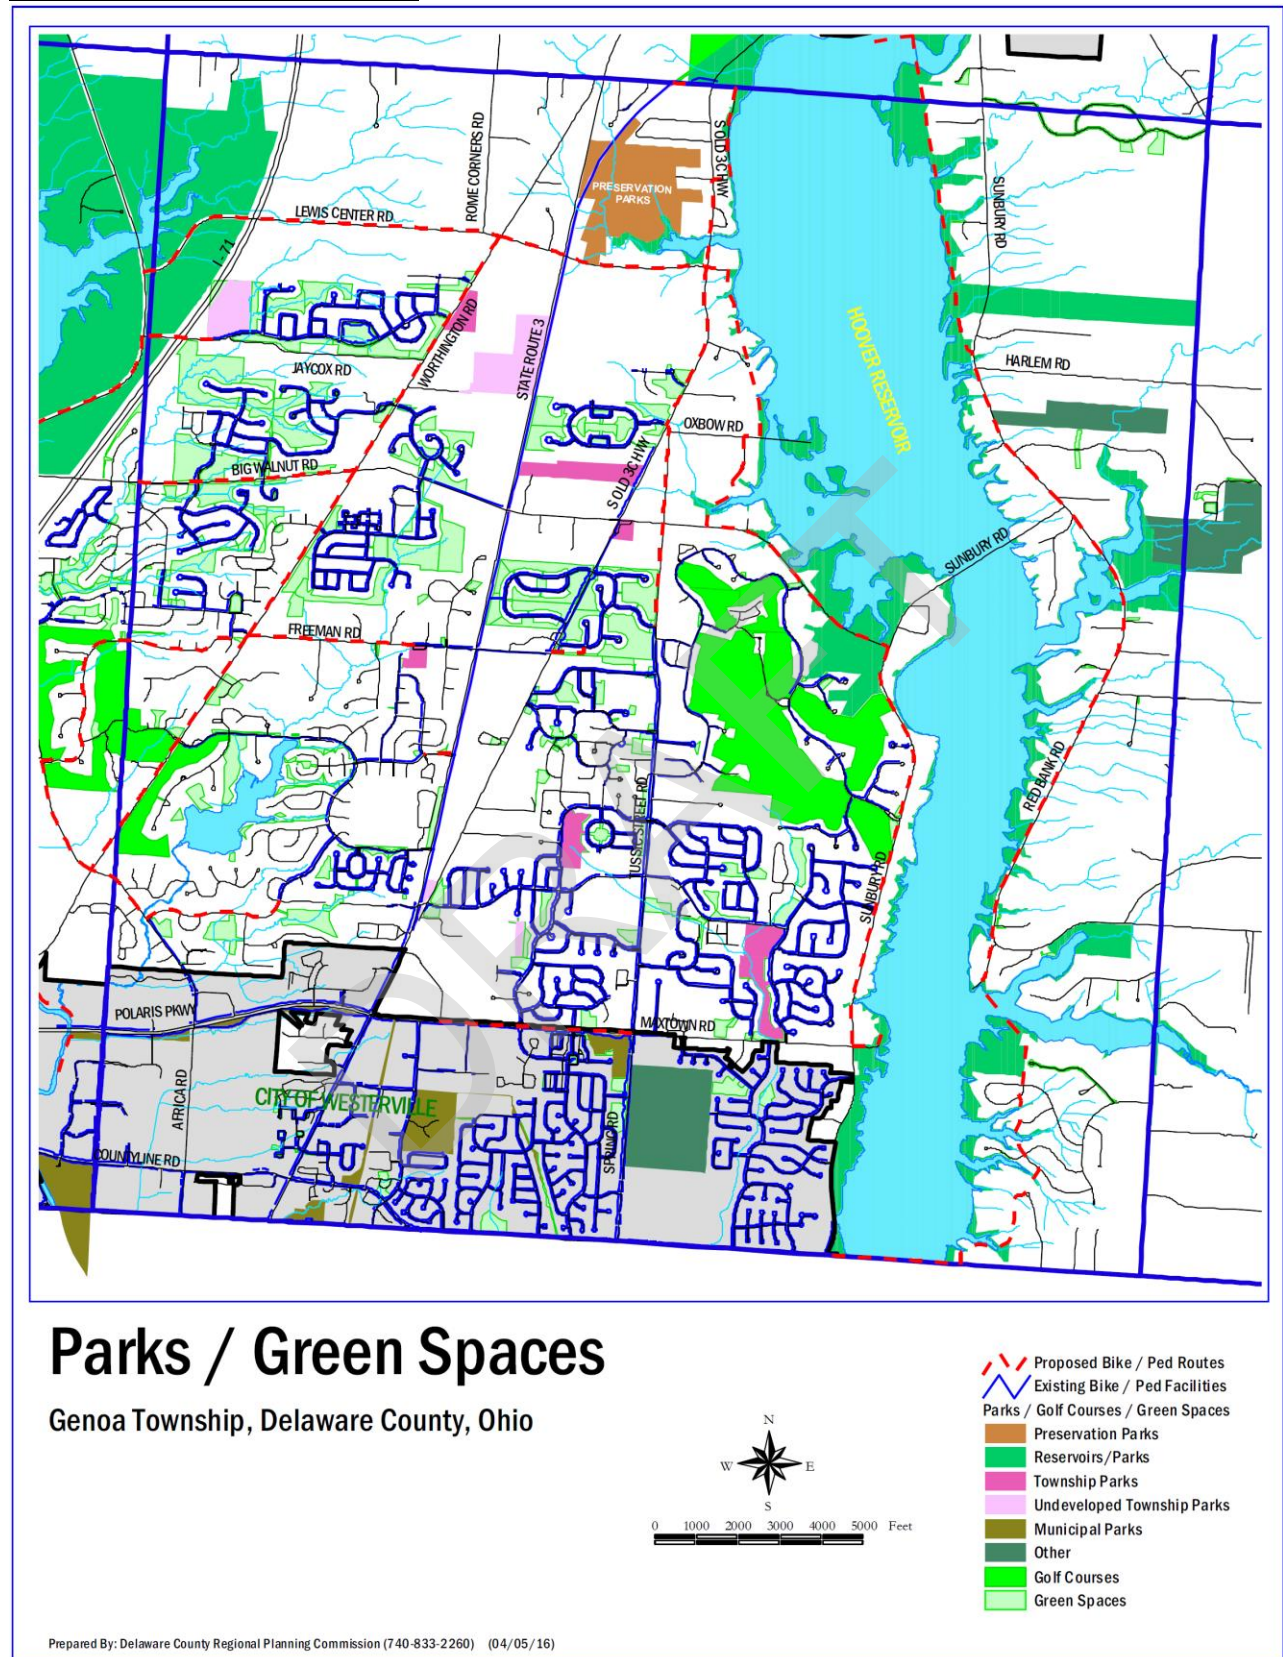 ROME CORNERS RD
S OLD 3C HWY
PRESERVATION
PARKS
SUNBURY RD
LEWIS CENTER RD
I - 71
WORTHINGTON RD
STATE ROUTE 3
HOOVER RESERVOIR
JAYCOX RD
HARLEM RD
OXBOW RD
BIG WALNUT RD
S OLD 3C HWY
SUNBURY RD
FREEMAN RD
RED BANK RD
TUSSIC STREET RD
SUNBURY RD
DRAFT
POLARIS PKWY
MAXTOWN RD
AFRICA RD
CITY OF WESTERVILLE
SPRING RD
COUNTYLINE RD
Parks / Green Spaces
Genoa Township, Delaware County, Ohio
N
W E
S
0 1000 2000 3000 4000 5000 Feet
Proposed Bike / Ped Routes
Existing Bike / Ped Facilities
Parks / Golf Courses / Green Spaces
Preservation Parks
Reservoirs/Parks
Township Parks
Undeveloped Township Parks
Municipal Parks
Other
Golf Courses
Green Spaces
Prepared By: Delaware County Regional Planning Commission (740-833-2260) (04/05/16)